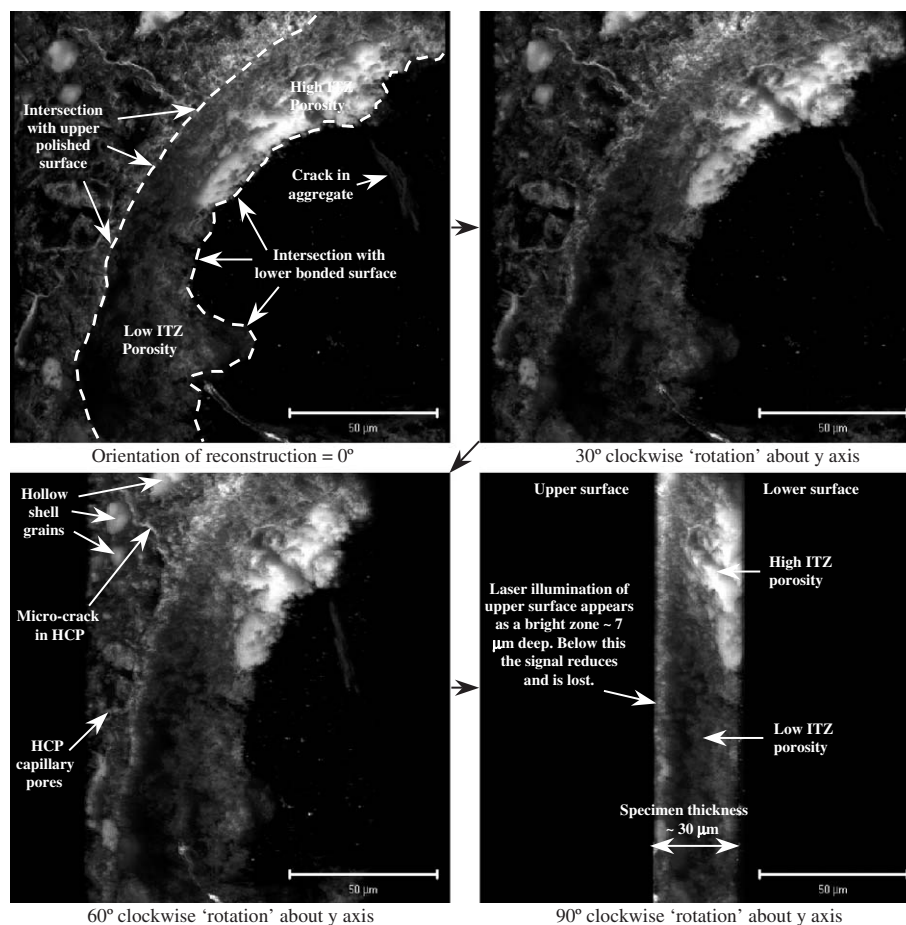 High ITZ
Porosity
Intersection
with upper
polished
surface
Crack in
aggregate
Intersection with
lower bonded surface
Low ITZ
Porosity
50 µm
Orientation of reconstruction = 0º
50 µm
30º clockwise ‘rotation’ about y axis
Hollow
shell
grains
Micro-crack
in HCP
HCP
capillary
pores
50 µm
60º clockwise ‘rotation’ about y axis
Upper surface
Lower surface
High ITZ
porosity
Laser illumination of
upper surface appears
as a bright zone ~ 7
µm deep. Below this
the signal reduces
and is lost.
Low ITZ
porosity
Specimen thickness
~ 30 µm
50 µm
90º clockwise ‘rotation’ about y axis